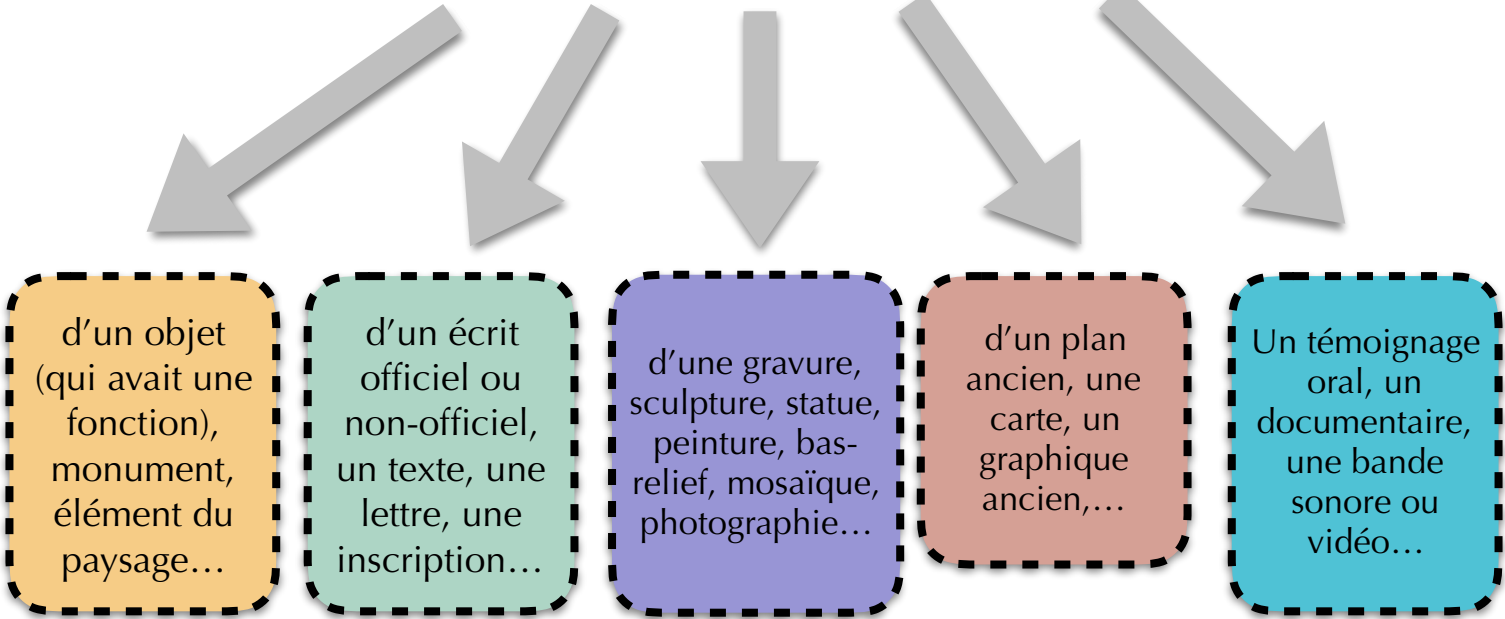 d’un objet
(qui avait une
fonction),
monument,
élément du
paysage…
d’un écrit
officiel ou
non-officiel,
un texte, une
lettre, une
inscription…
d’une gravure,
sculpture, statue,
peinture, bas-
relief, mosaïque,
photographie…
d’un plan
ancien, une
carte, un
graphique
ancien,…
Un témoignage
oral, un
documentaire,
une bande
sonore ou
vidéo…